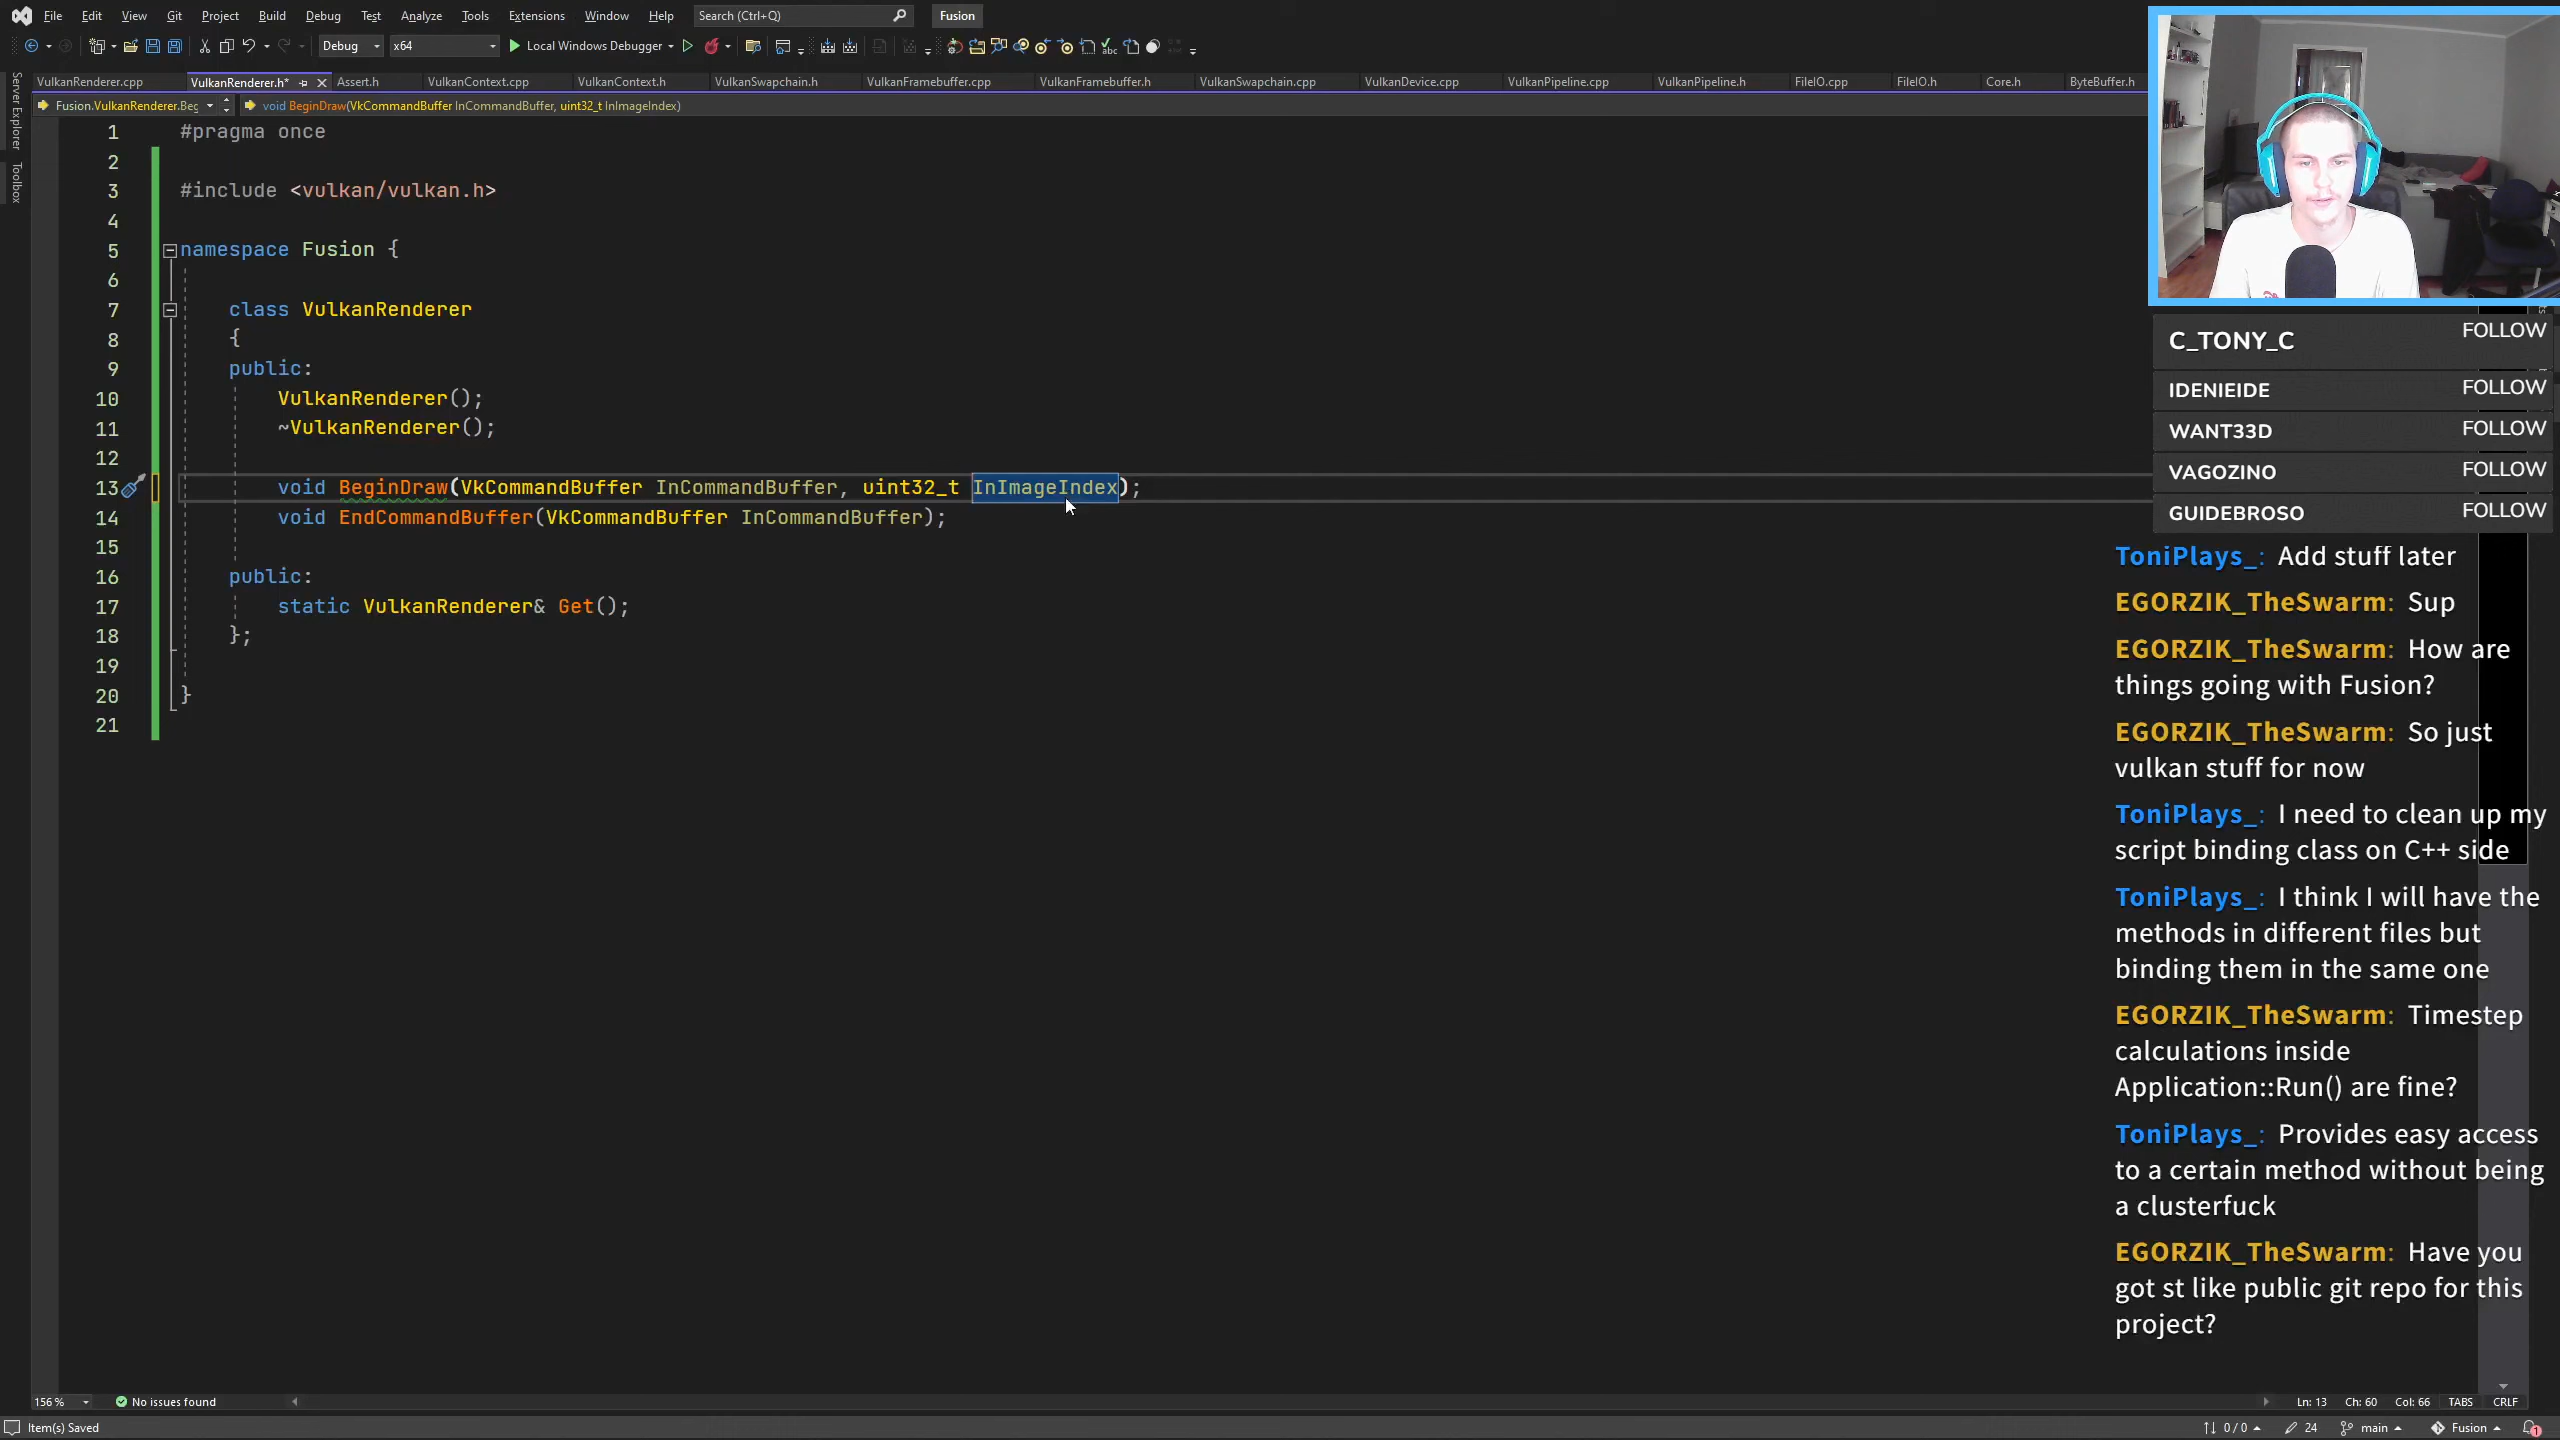 File Edit View Git Project Build Debug Test Analyze Tools Extensions Window Help Search (Ctrl+Q) Fusion
Debug x64 Local Windows Debugger
VulkanRenderer.cpp VulkanRenderer.h* Assert.h VulkanContext.cpp VulkanContext.h VulkanSwapchain.h VulkanFramebuffer.cpp VulkanFramebuffer.h VulkanSwapchain.cpp VulkanDevice.cpp VulkanPipeline.cpp VulkanPipeline.h FileIO.cpp FileIO.h Core.h ByteBuffer.h
Fusion.VulkanRenderer.Beg void BeginDraw(VkCommandBuffer InCommandBuffer, uint32_t InImageIndex)
Server Explorer
Toolbox
1 #pragma once
2
3 #include <vulkan/vulkan.h>
4
5 namespace Fusion {
6
7 class VulkanRenderer
8 {
9 public:
10 VulkanRenderer();
11 ~VulkanRenderer();
12
13 void BeginDraw(VkCommandBuffer InCommandBuffer, uint32_t InImageIndex);
14 void EndCommandBuffer(VkCommandBuffer InCommandBuffer);
15
16 public:
17 static VulkanRenderer& Get();
18 };
19
20 }
21
C_TONY_C FOLLOW
IDENIEIDE FOLLOW
WANT33D FOLLOW
VAGOZINO FOLLOW
GUIDEBROSO FOLLOW
ToniPlays_: Add stuff later
EGORZIK_TheSwarm: Sup
EGORZIK_TheSwarm: How are
things going with Fusion?
EGORZIK_TheSwarm: So just
vulkan stuff for now
ToniPlays_: I need to clean up my
script binding class on C++ side
ToniPlays_: I think I will have the
methods in different files but
binding them in the same one
EGORZIK_TheSwarm: Timestep
calculations inside
Application::Run() are fine?
ToniPlays_: Provides easy access
to a certain method without being
a clusterfuck
EGORZIK_TheSwarm: Have you
got st like public git repo for this
project?
156 % No issues found Ln: 13 Ch: 60 Col: 66 TABS CRLF
Item(s) Saved 0 / 0 24 main Fusion 1